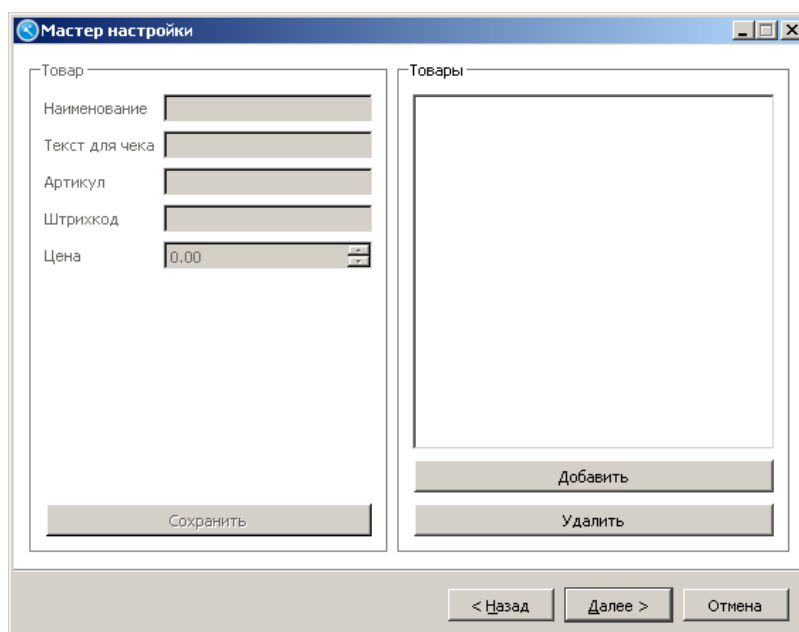 Мастер настройки
Товар
Наименование
Текст для чека
Артикул
Штрихкод
Цена 0.00
Сохранить
Товары
Добавить
Удалить
< Назад Далее > Отмена